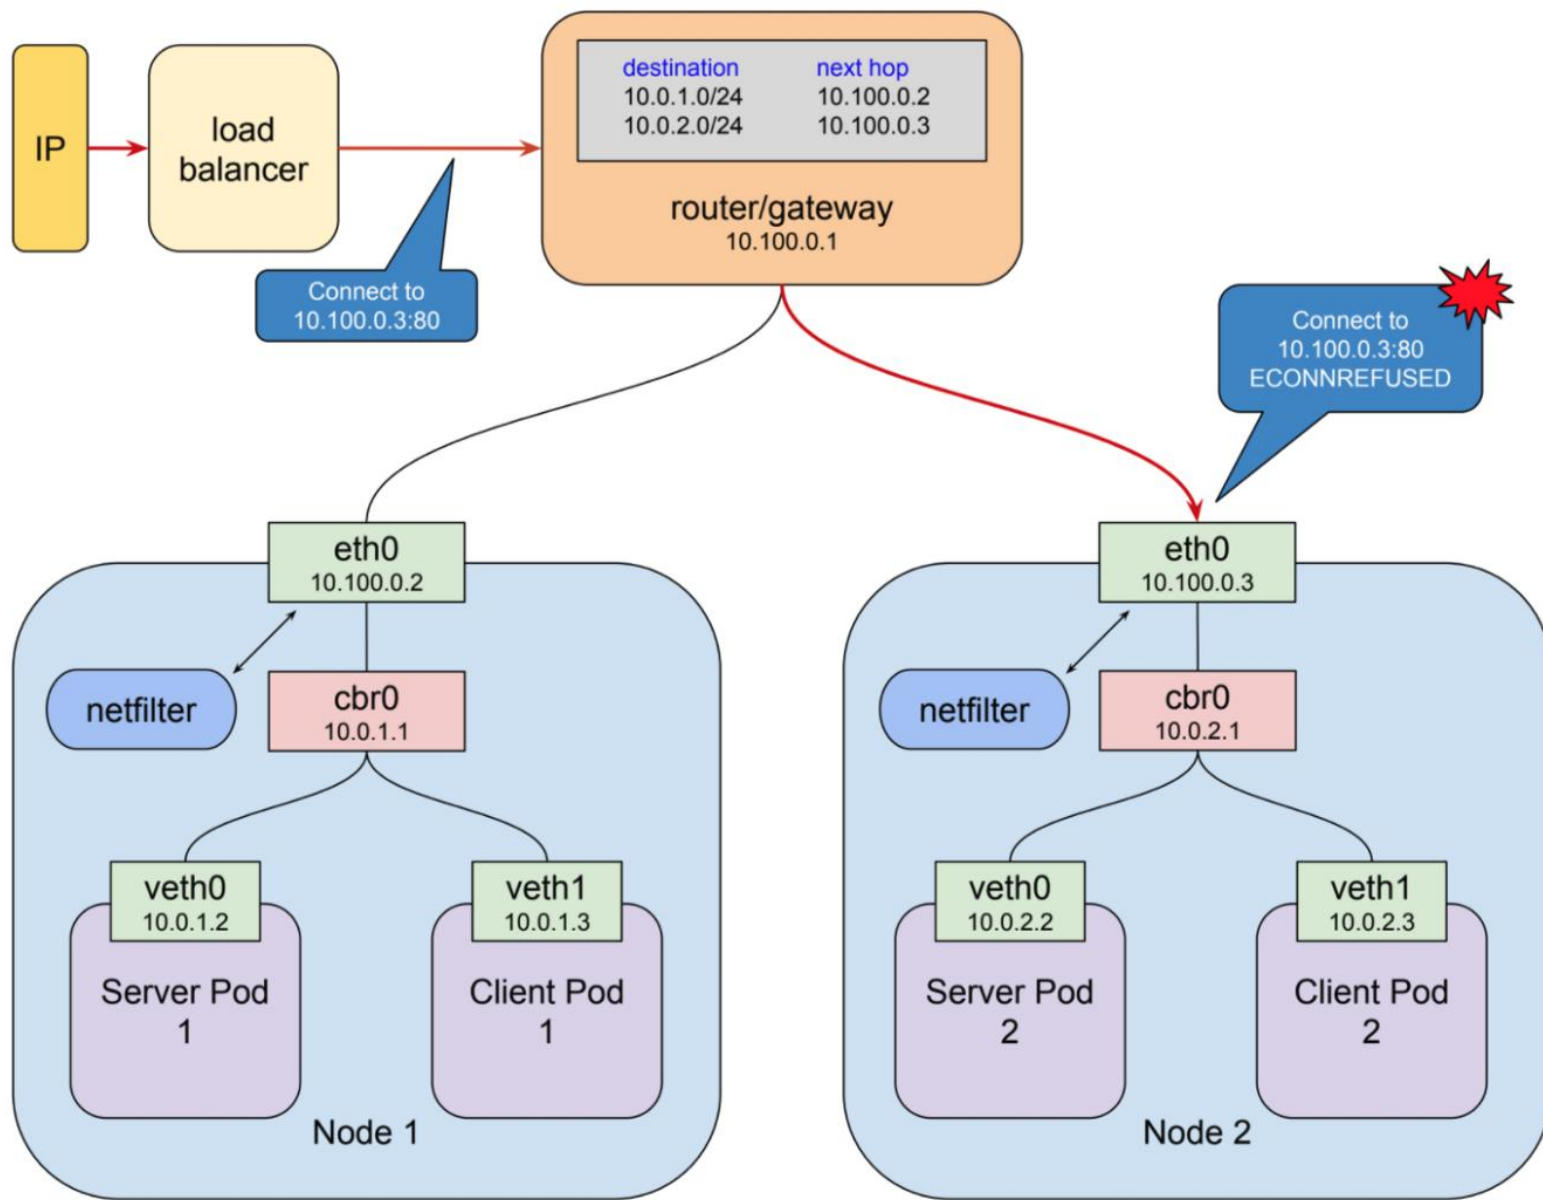 IP
load
balancer
destination next hop
10.0.1.0/24 10.100.0.2
10.0.2.0/24 10.100.0.3
router/gateway
10.100.0.1
Connect to
10.100.0.3:80
Connect to
10.100.0.3:80
ECONNREFUSED
eth0
10.100.0.2
netfilter
cbr0
10.0.1.1
veth0
10.0.1.2
Server Pod
1
veth1
10.0.1.3
Client Pod
1
Node 1
eth0
10.100.0.3
netfilter
cbr0
10.0.2.1
veth0
10.0.2.2
Server Pod
2
veth1
10.0.2.3
Client Pod
2
Node 2